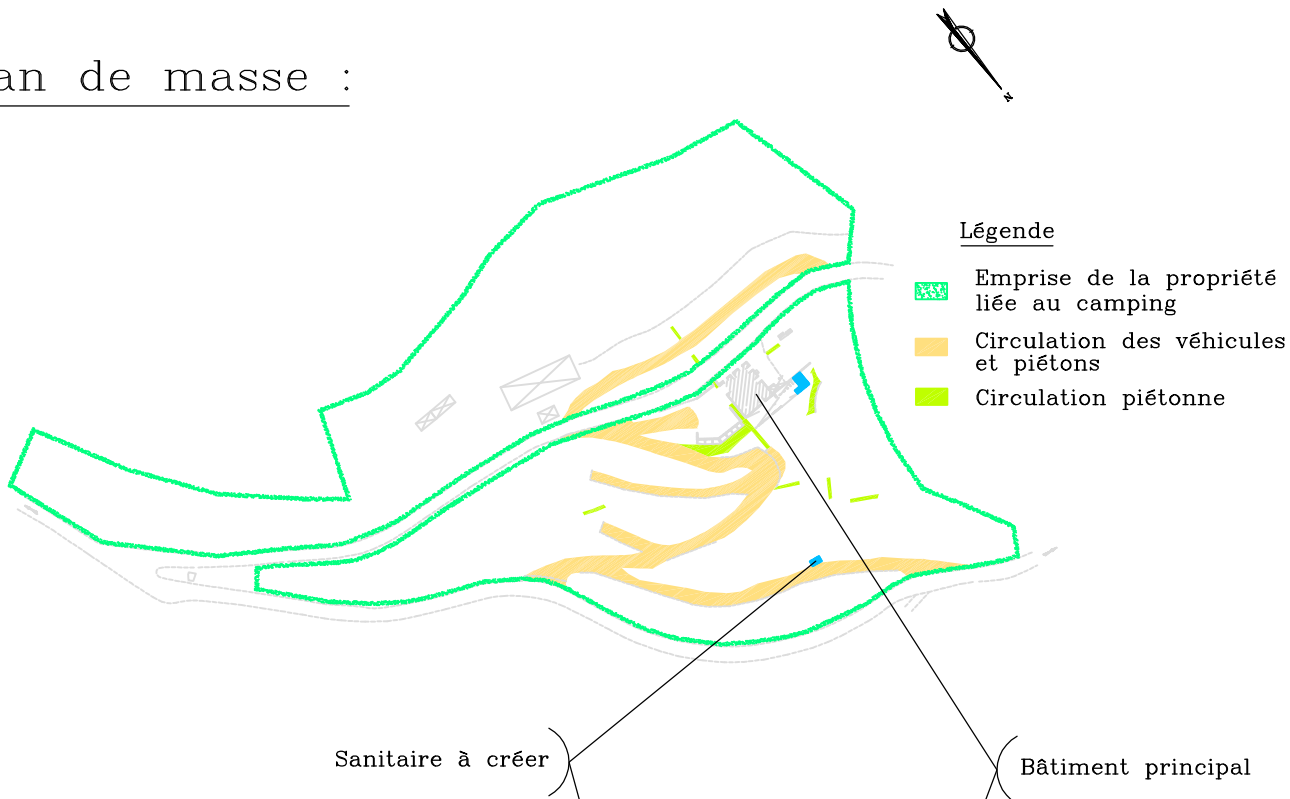 an de masse :
N
Légende
Emprise de la propriété
liée au camping
Circulation des véhicules
et piétons
Circulation piétonne
Sanitaire à créer
Bâtiment principal